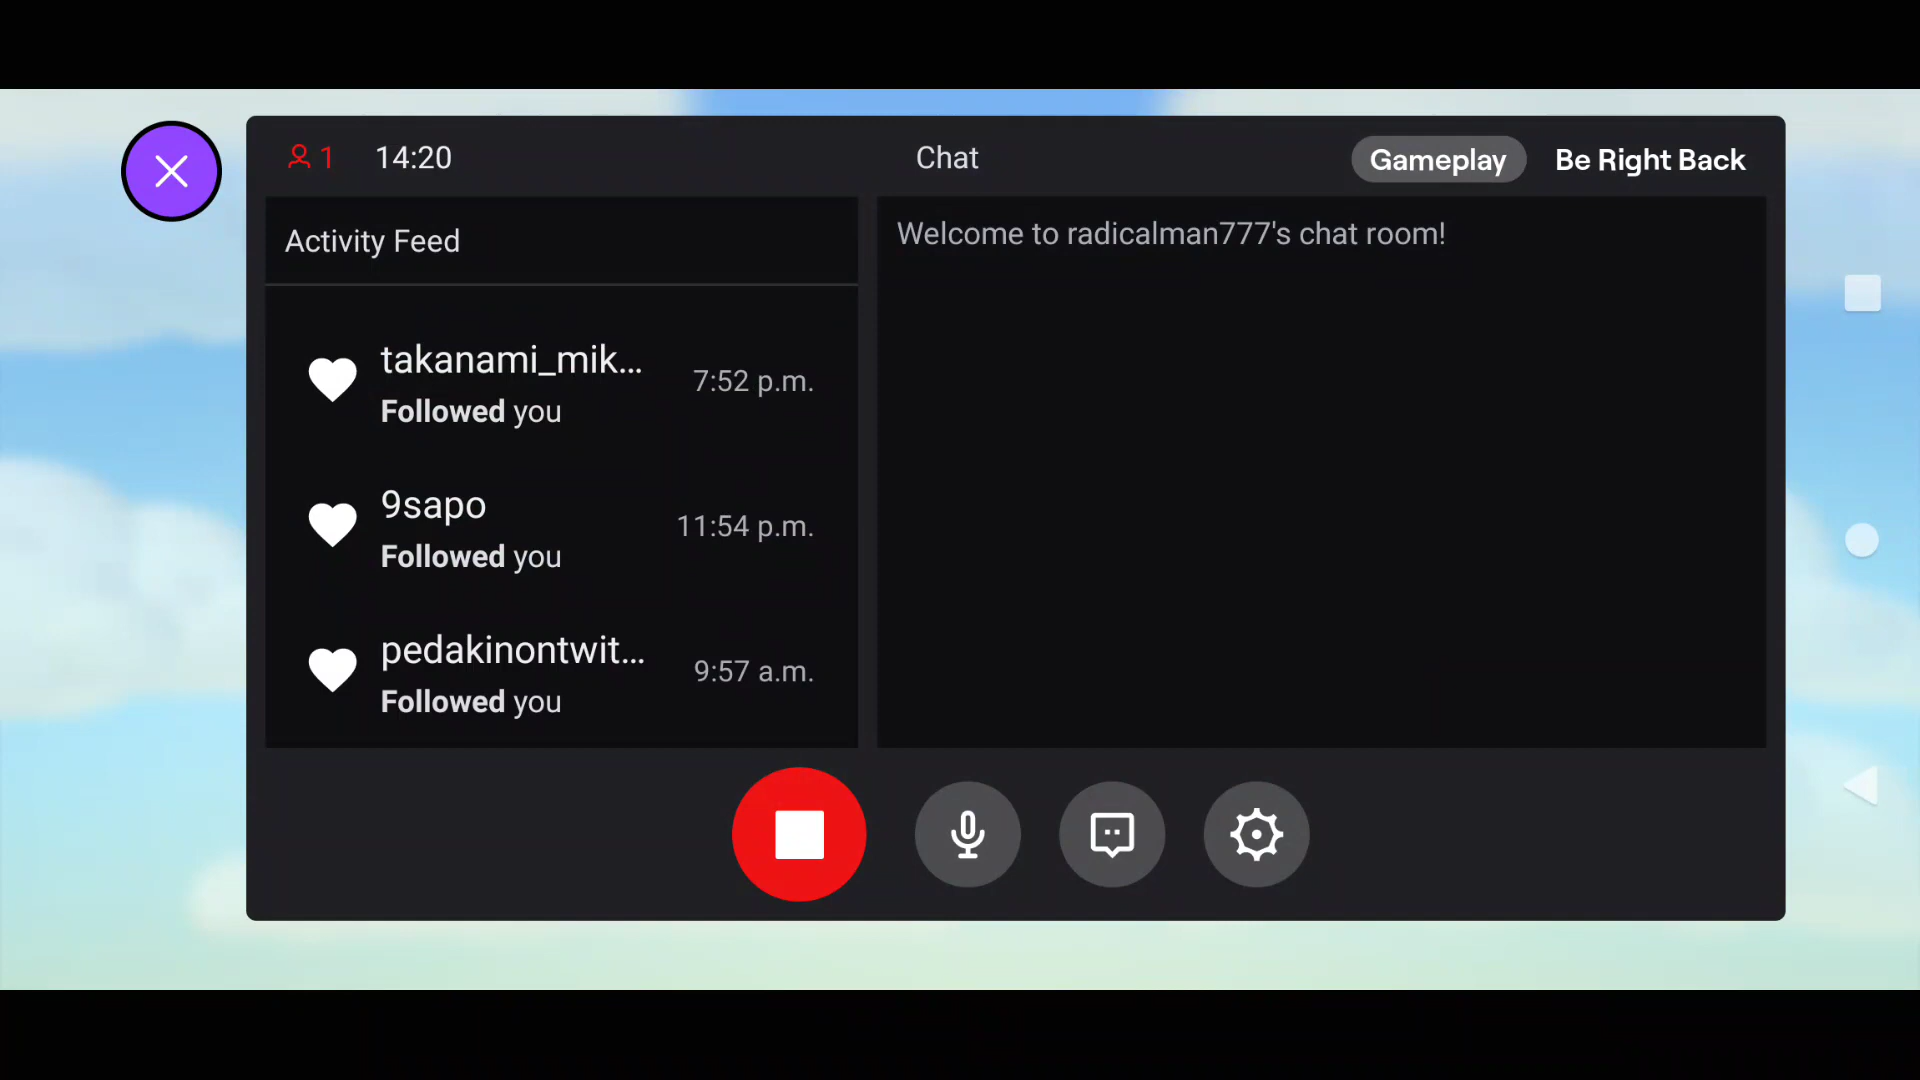 1 14:20 Chat Gameplay Be Right Back
Activity Feed
takanami_mik...
7:52 p.m.
Followed you
9sapo
11:54 p.m.
Followed you
pedakinontwit...
9:57 a.m.
Followed you
Welcome to radicalman777's chat room!